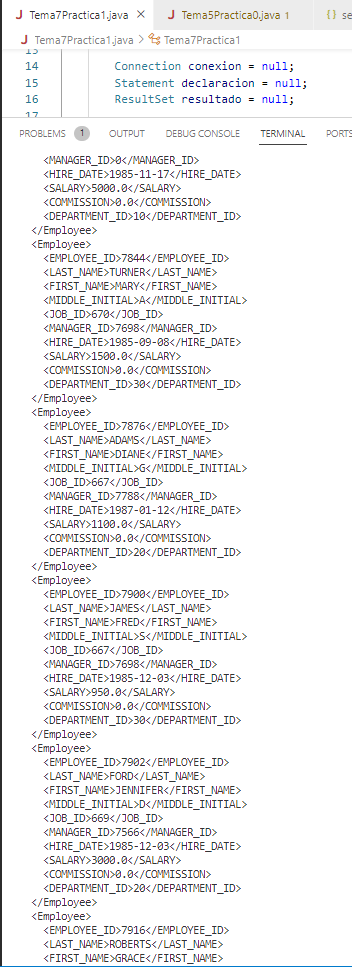 J Tema7Practica1.java × J Tema5Practica0.java 1 {} se
J Tema7Practica1.java > Tema7Practica1
13
14 Connection conexion = null;
15 Statement declaracion = null;
16 ResultSet resultado = null;
17
PROBLEMS 1 OUTPUT DEBUG CONSOLE TERMINAL PORTS
<MANAGER_ID>0</MANAGER_ID>
<HIRE_DATE>1985-11-17</HIRE_DATE>
<SALARY>5000.0</SALARY>
<COMMISSION>0.0</COMMISSION>
<DEPARTMENT_ID>10</DEPARTMENT_ID>
</Employee>
<Employee>
<EMPLOYEE_ID>7844</EMPLOYEE_ID>
<LAST_NAME>TURNER</LAST_NAME>
<FIRST_NAME>MARY</FIRST_NAME>
<MIDDLE_INITIAL>A</MIDDLE_INITIAL>
<JOB_ID>670</JOB_ID>
<MANAGER_ID>7698</MANAGER_ID>
<HIRE_DATE>1985-09-08</HIRE_DATE>
<SALARY>1500.0</SALARY>
<COMMISSION>0.0</COMMISSION>
<DEPARTMENT_ID>30</DEPARTMENT_ID>
</Employee>
<Employee>
<EMPLOYEE_ID>7876</EMPLOYEE_ID>
<LAST_NAME>ADAMS</LAST_NAME>
<FIRST_NAME>DIANE</FIRST_NAME>
<MIDDLE_INITIAL>G</MIDDLE_INITIAL>
<JOB_ID>667</JOB_ID>
<MANAGER_ID>7788</MANAGER_ID>
<HIRE_DATE>1987-01-12</HIRE_DATE>
<SALARY>1100.0</SALARY>
<COMMISSION>0.0</COMMISSION>
<DEPARTMENT_ID>20</DEPARTMENT_ID>
</Employee>
<Employee>
<EMPLOYEE_ID>7900</EMPLOYEE_ID>
<LAST_NAME>JAMES</LAST_NAME>
<FIRST_NAME>FRED</FIRST_NAME>
<MIDDLE_INITIAL>S</MIDDLE_INITIAL>
<JOB_ID>667</JOB_ID>
<MANAGER_ID>7698</MANAGER_ID>
<HIRE_DATE>1985-12-03</HIRE_DATE>
<SALARY>950.0</SALARY>
<COMMISSION>0.0</COMMISSION>
<DEPARTMENT_ID>30</DEPARTMENT_ID>
</Employee>
<Employee>
<EMPLOYEE_ID>7902</EMPLOYEE_ID>
<LAST_NAME>FORD</LAST_NAME>
<FIRST_NAME>JENNIFER</FIRST_NAME>
<MIDDLE_INITIAL>D</MIDDLE_INITIAL>
<JOB_ID>669</JOB_ID>
<MANAGER_ID>7566</MANAGER_ID>
<HIRE_DATE>1985-12-03</HIRE_DATE>
<SALARY>3000.0</SALARY>
<COMMISSION>0.0</COMMISSION>
<DEPARTMENT_ID>20</DEPARTMENT_ID>
</Employee>
<Employee>
<EMPLOYEE_ID>7916</EMPLOYEE_ID>
<LAST_NAME>ROBERTS</LAST_NAME>
<FIRST_NAME>GRACE</FIRST_NAME>